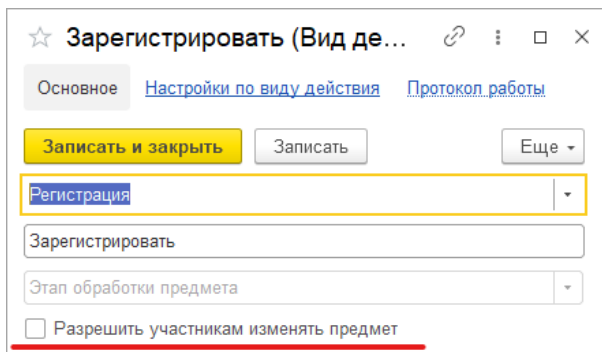 Зарегистрировать (Вид де...
Основное Настройки по виду действия Протокол работы
Записать и закрыть Записать Еще
Регистрация
Зарегистрировать
Этап обработки предмета
Разрешить участникам изменять предмет